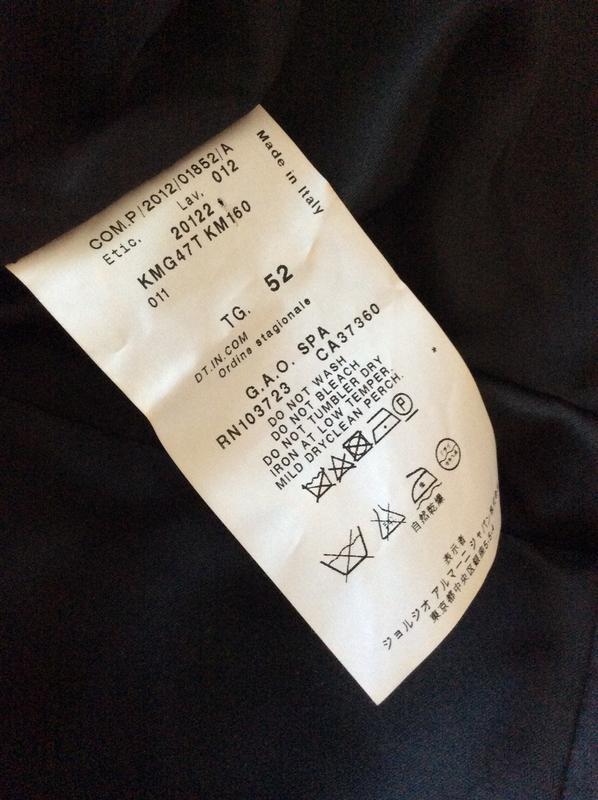 Made in Italy
COM.P/2012/01852/A
Etic. Lav. 012
20122
KMG47T KM160
011
TG. 52
DT.IN.COM
Ordine stagionale
G.A.O. SPA
RN103723 CA37360
DO NOT WASH
DO NOT BLEACH
DO NOT TUMBLER DRY
IRON AT LOW TEMPER.
MILD DRYCLEAN PERCH.
P
自然乾燥
表示者
ジョルジオ アルマーニ ジャパン
東京都中央区銀座5-5-4